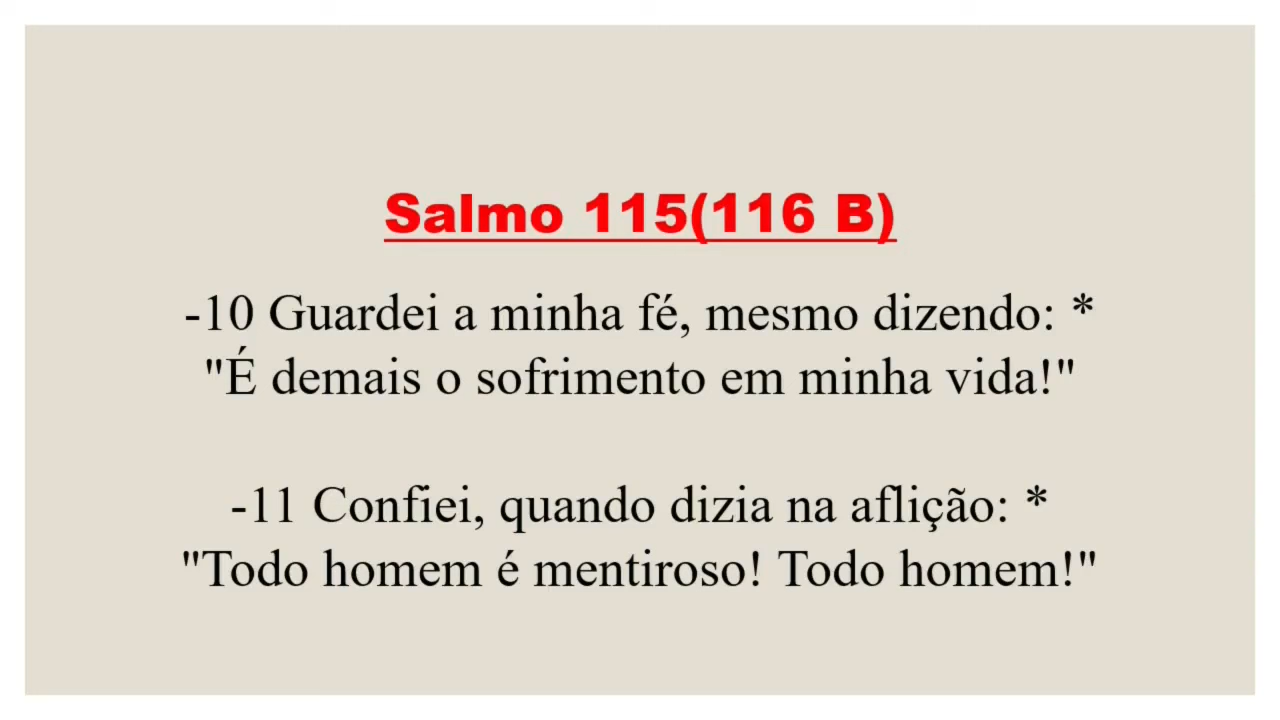 Salmo 115(116 B)
-10 Guardei a minha fé, mesmo dizendo: *
"É demais o sofrimento em minha vida!"
-11 Confiei, quando dizia na aflição: *
"Todo homem é mentiroso! Todo homem!"